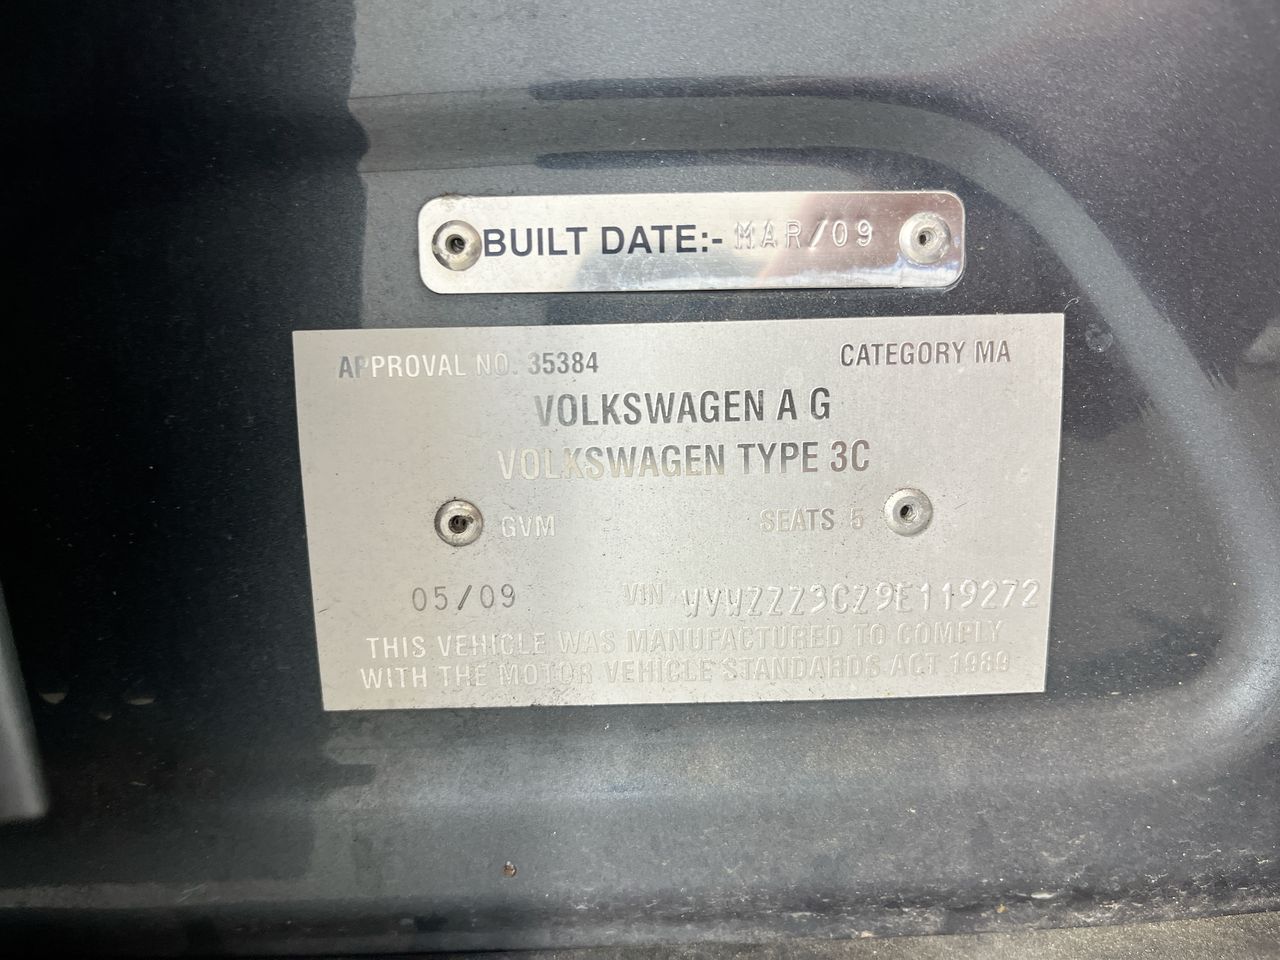 BUILT DATE:- MAR/09
APPROVAL NO. 35384 CATEGORY MA
VOLKSWAGEN A G
VOLKSWAGEN TYPE 3C
GVM SEATS 5
05/09 VIN WVWZZZ3CZ9E119272
THIS VEHICLE WAS MANUFACTURED TO COMPLY
WITH THE MOTOR VEHICLE STANDARDS ACT 1989